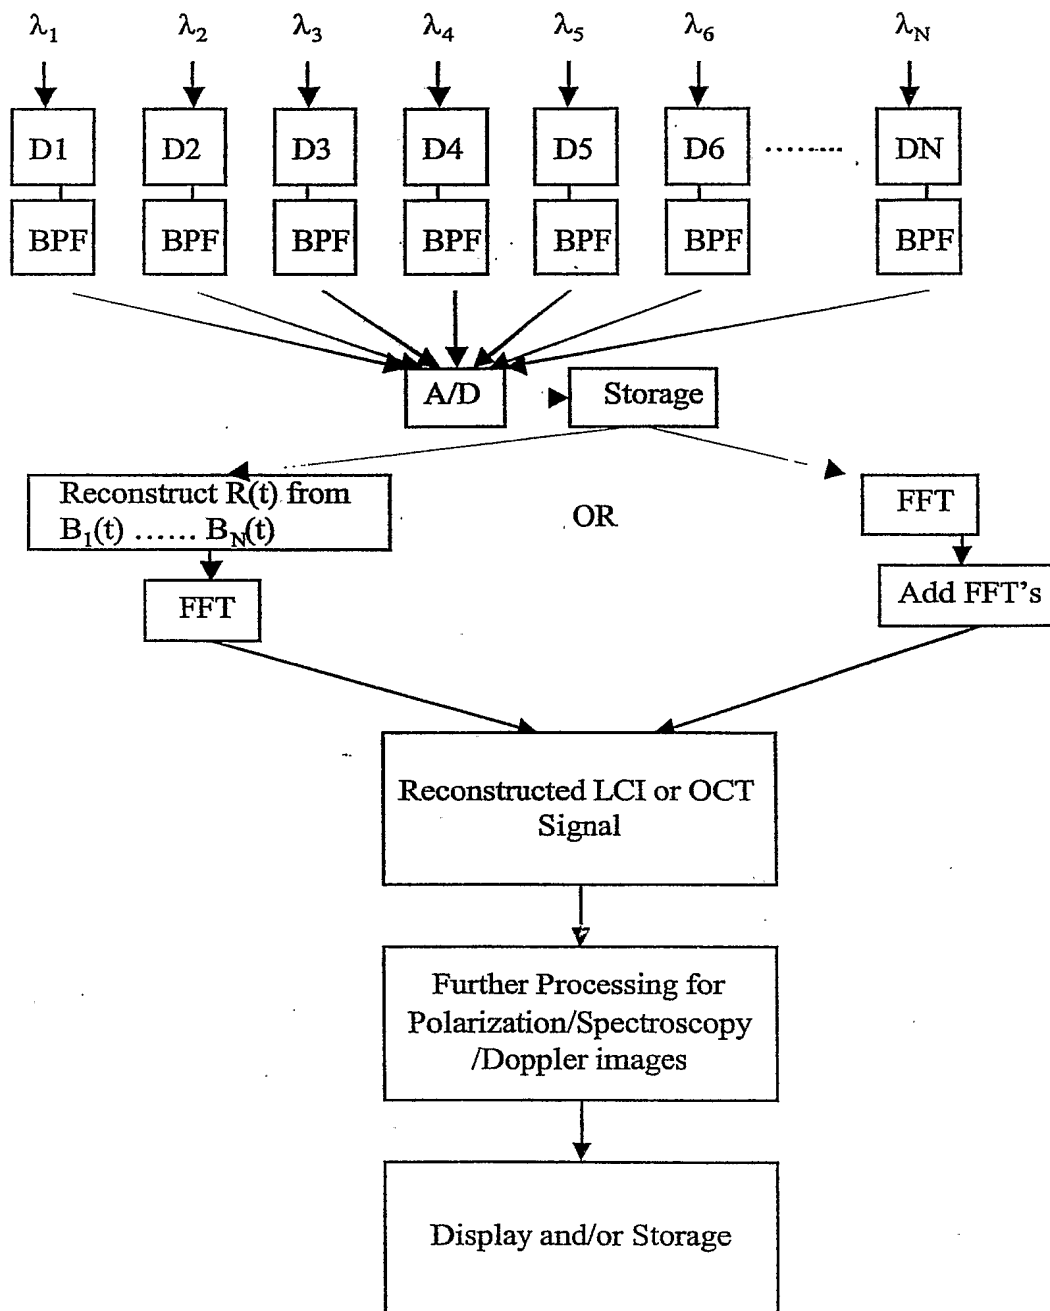 λ₁ λ₂ λ₃ λ₄ λ₅ λ₆ λ_N
D1 D2 D3 D4 D5 D6 ........ DN
BPF BPF BPF BPF BPF BPF BPF
A/D
Storage
Reconstruct R(t) from
B₁(t) ...... B_N(t)
OR
FFT
FFT
Add FFT's
Reconstructed LCI or OCT
Signal
Further Processing for
Polarization/Spectroscopy
/Doppler images
Display and/or Storage